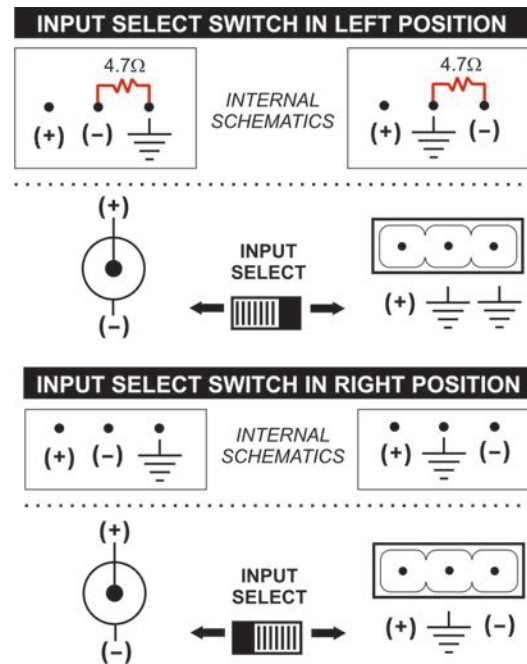 INPUT SELECT SWITCH IN LEFT POSITION
4.7Ω
(+) (−)
INTERNAL
SCHEMATICS
4.7Ω
(+) (−)
(+)
(−)
INPUT
SELECT
(+)
INPUT SELECT SWITCH IN RIGHT POSITION
(+) (−)
INTERNAL
SCHEMATICS
(+) (−)
(+)
(−)
INPUT
SELECT
(+) (−)